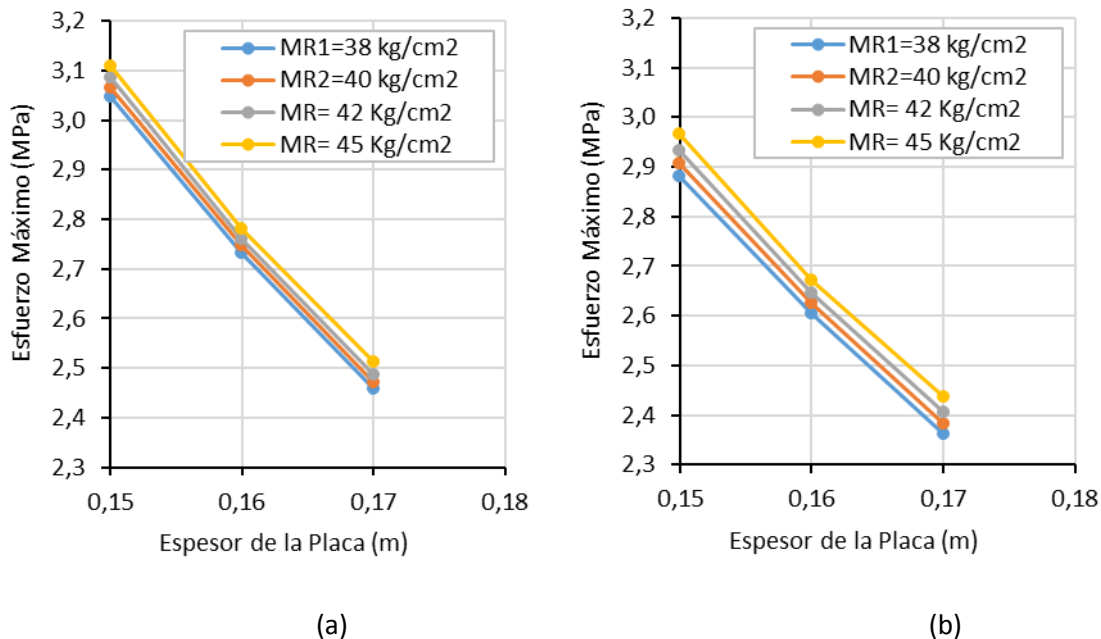 3,2
3,1
3,0
2,9
2,8
2,7
2,6
2,5
2,4
2,3
0,15 0,16 0,17 0,18
Esfuerzo Máximo (MPa)
Espesor de la Placa (m)
MR1=38 kg/cm2
MR2=40 kg/cm2
MR= 42 Kg/cm2
MR= 45 Kg/cm2
(a)
3,2
3,1
3,0
2,9
2,8
2,7
2,6
2,5
2,4
2,3
0,15 0,16 0,17 0,18
Esfuerzo Máximo (MPa)
Espesor de la Placa (m)
MR1=38 kg/cm2
MR2=40 kg/cm2
MR= 42 Kg/cm2
MR= 45 Kg/cm2
(b)